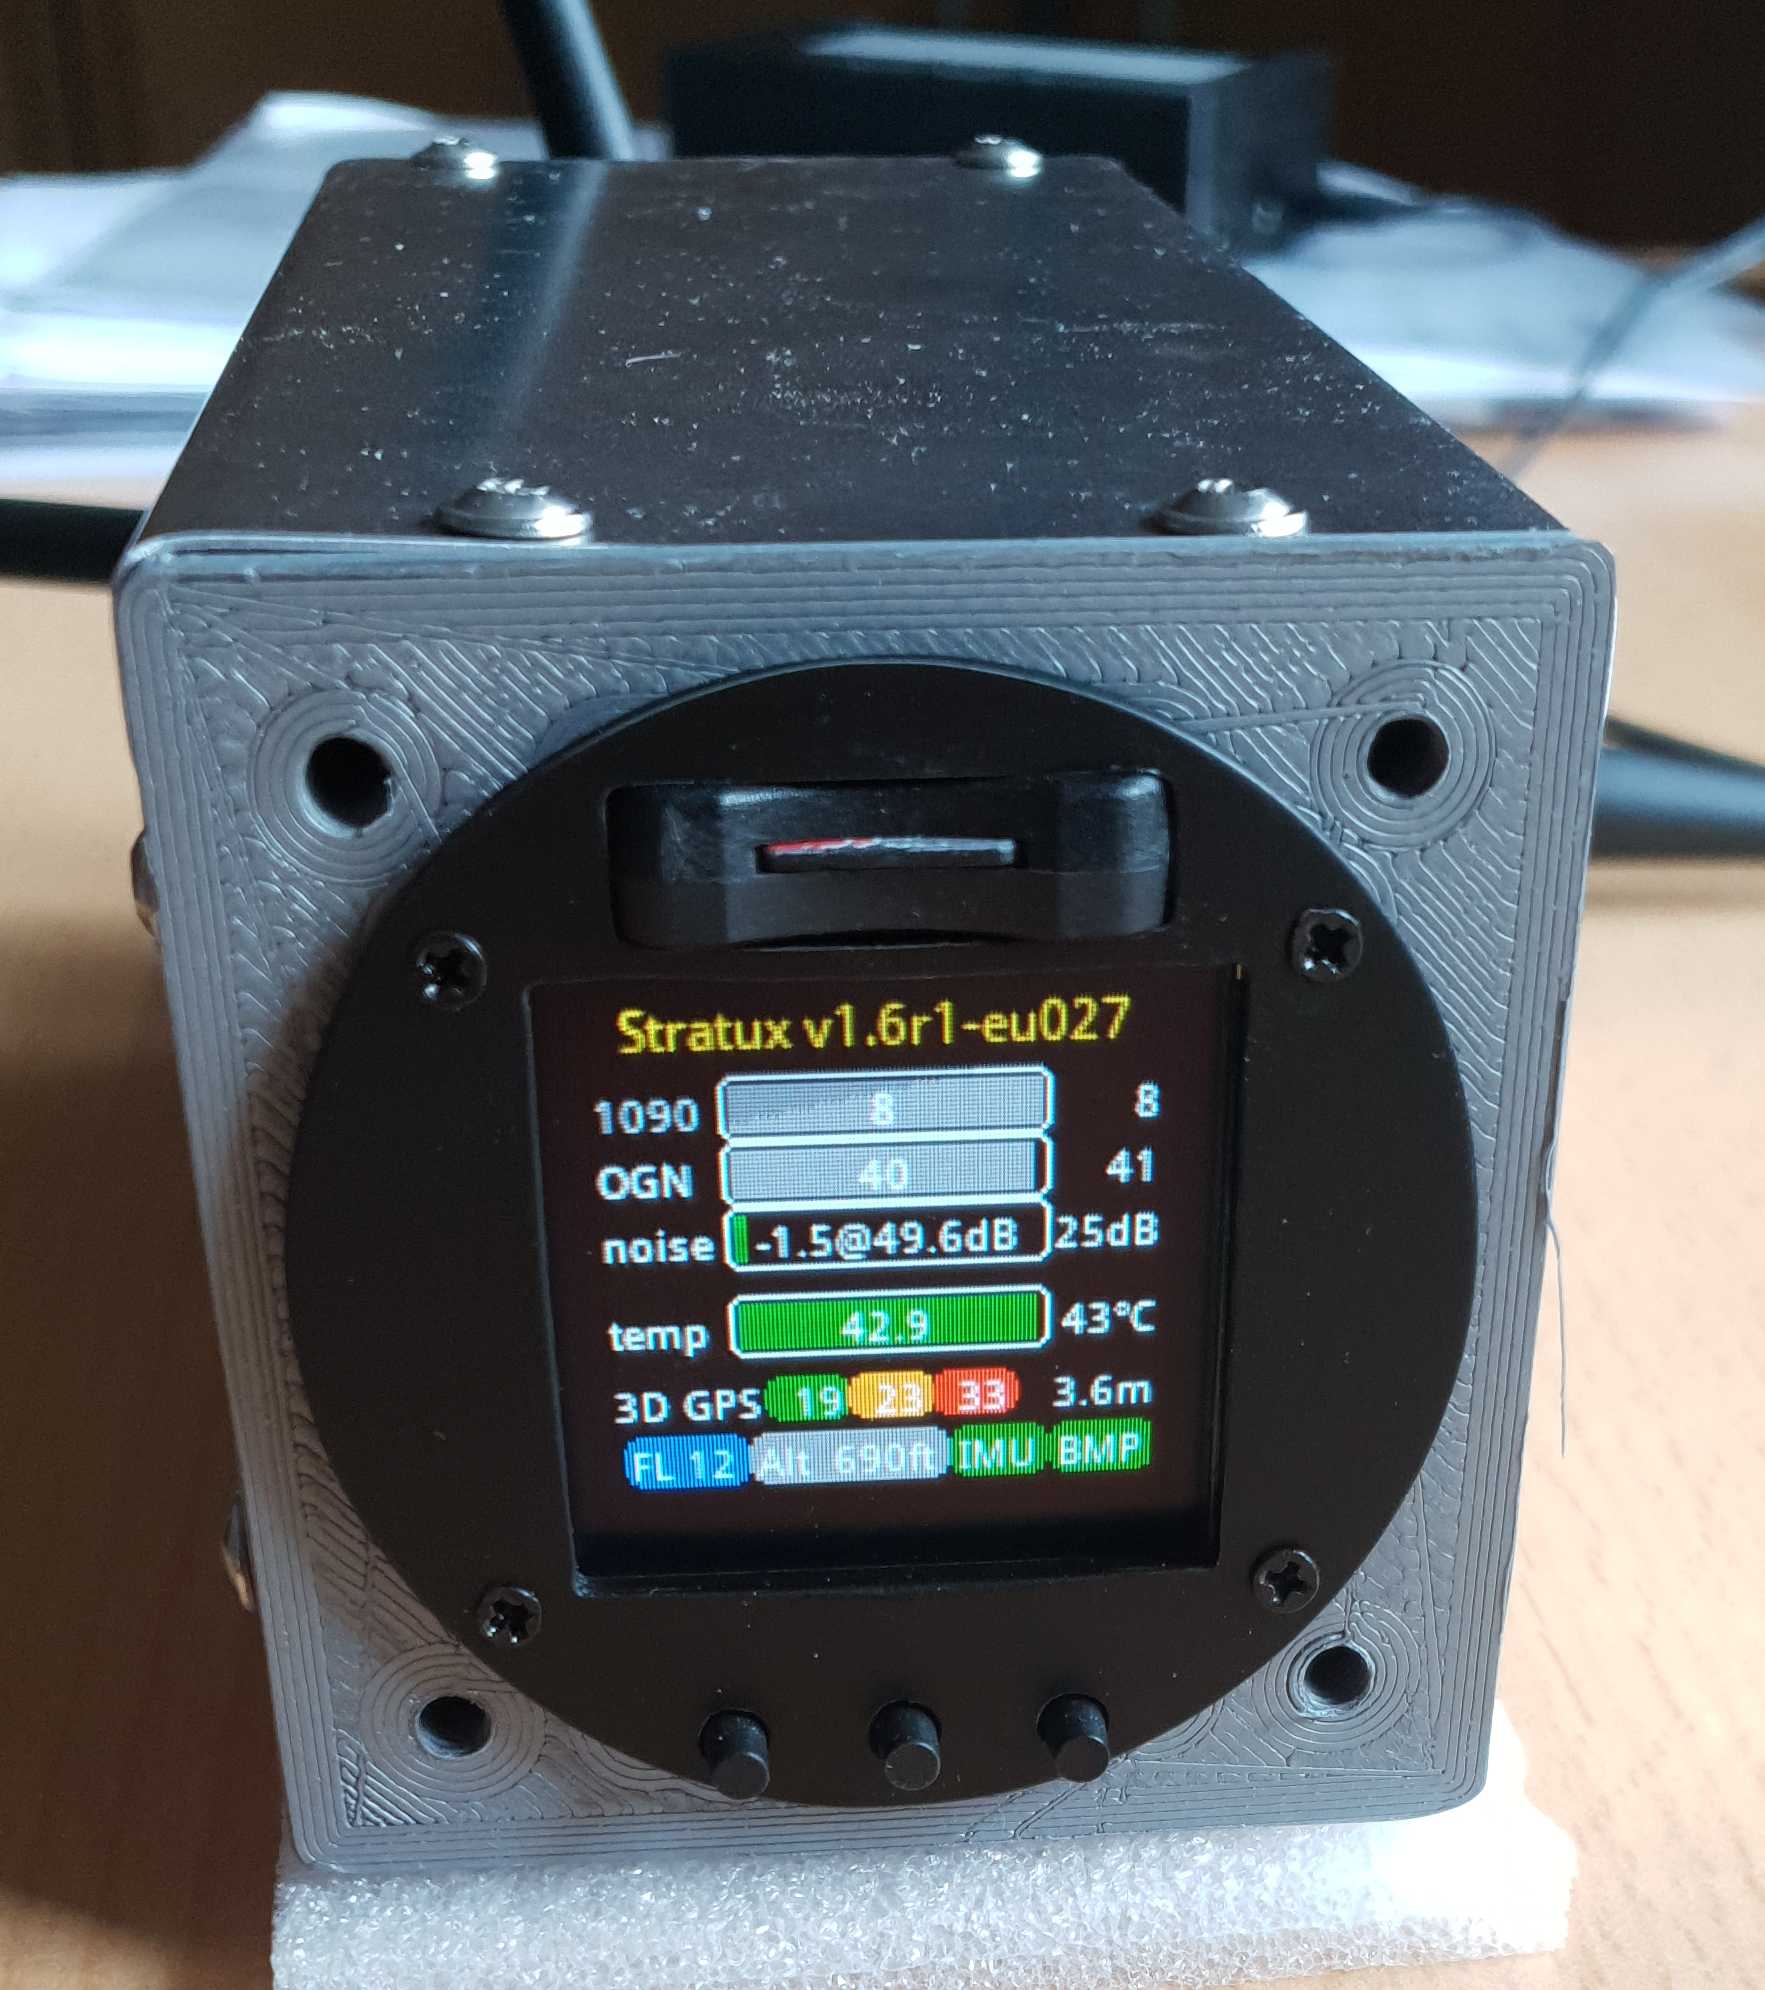 Stratux v1.6r1-eu027
1090 8 8
OGN 40 41
noise -1.5@49.6dB 25dB
temp 42.9 43°C
3D GPS 19 23 33 3.6m
FL 12 Alt 690ft IMU BMP